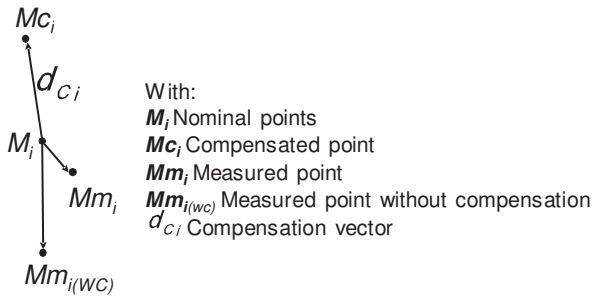 Mc_i
d_Ci
M_i
Mm_i
Mm_i(WC)
With:
M_i Nominal points
Mc_i Compensated point
Mm_i Measured point
Mm_i(wc) Measured point without compensation
d_Ci Compensation vector